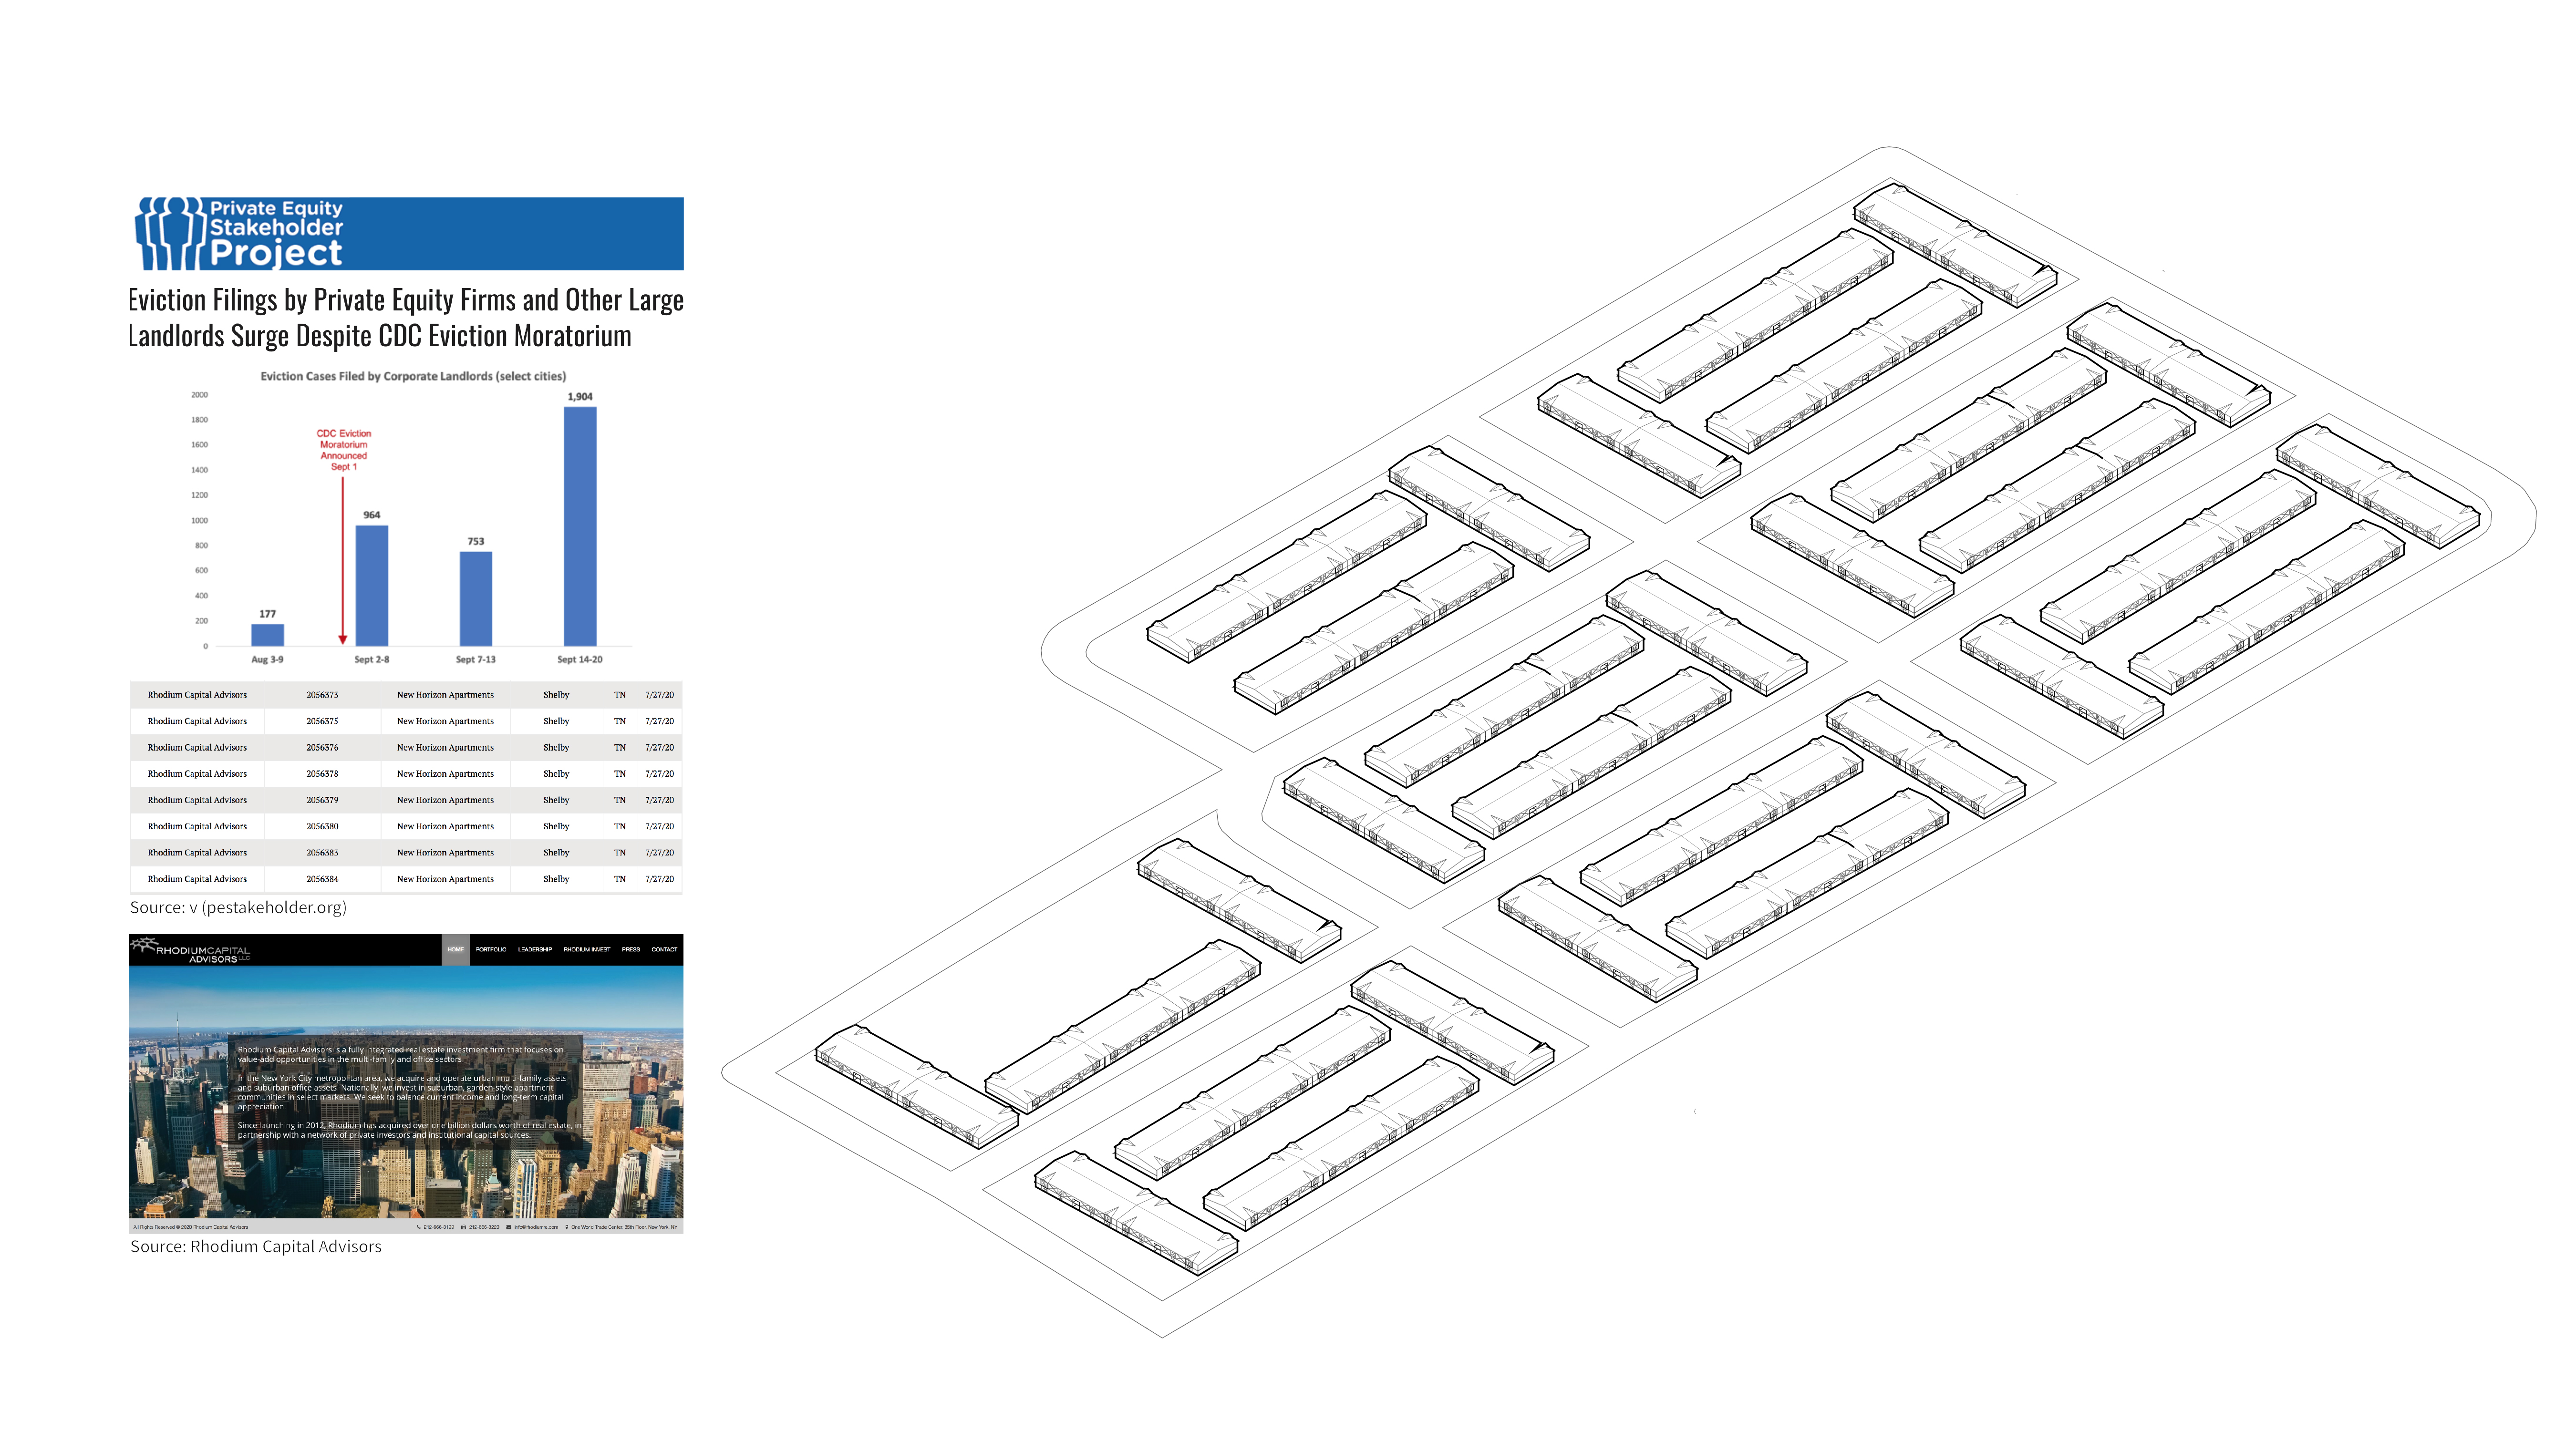 Private Equity
Stakeholder
Project
Eviction Filings by Private Equity Firms and Other Large
Landlords Surge Despite CDC Eviction Moratorium
Eviction Cases Filed by Corporate Landlords (select cities)
2000
1800
1600
1400
1200
1000
800
600
400
200
0
CDC Eviction
Moratorium
Announced
Sept 1
177
964
753
1,904
Aug 3-9 Sept 2-8 Sept 7-13 Sept 14-20
Rhodium Capital Advisors 2056373 New Horizon Apartments Shelby TN 7/27/20
Rhodium Capital Advisors 2056375 New Horizon Apartments Shelby TN 7/27/20
Rhodium Capital Advisors 2056376 New Horizon Apartments Shelby TN 7/27/20
Rhodium Capital Advisors 2056378 New Horizon Apartments Shelby TN 7/27/20
Rhodium Capital Advisors 2056379 New Horizon Apartments Shelby TN 7/27/20
Rhodium Capital Advisors 2056380 New Horizon Apartments Shelby TN 7/27/20
Rhodium Capital Advisors 2056383 New Horizon Apartments Shelby TN 7/27/20
Rhodium Capital Advisors 2056384 New Horizon Apartments Shelby TN 7/27/20
Source: v (pestakeholder.org)
RHODIUMCAPITAL
ADVISORS LLC
HOME PORTFOLIO LEADERSHIP RHODIUM INVEST PRESS CONTACT
Rhodium Capital Advisors is a fully integrated real estate investment firm that focuses on
value-add opportunities in the multi-family and office sectors.
In the New York City metropolitan area, we acquire and operate urban multi-family assets
and suburban office assets. Nationally, we invest in suburban, garden-style apartment
communities in select markets. We seek to balance current income and long-term capital
appreciation.
Since launching in 2012, Rhodium has acquired over one billion dollars worth of real estate, in
partnership with a network of private investors and institutional capital sources.
All Rights Reserved © 2020 Rhodium Capital Advisors
One World Trade Center, 
New York, NY
Source: Rhodium Capital Advisors